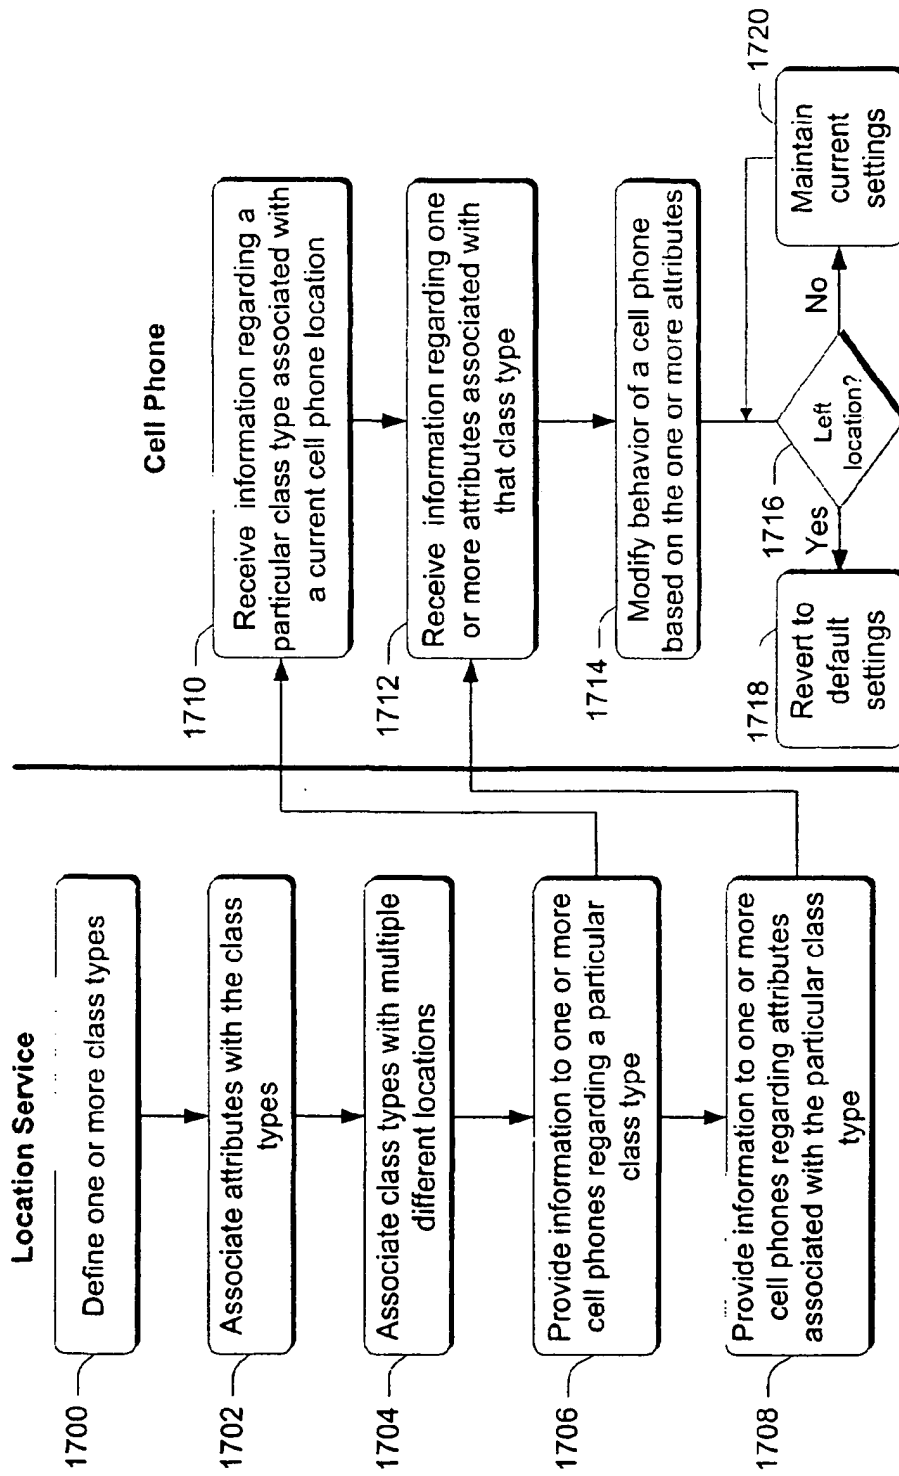 Location Service
1700
Define one or more class types
1702
Associate attributes with the class
types
1704
Associate class types with multiple
different locations
1706
Provide information to one or more
cell phones regarding a particular
class type
1708
Provide information to one or more
cell phones regarding attributes
associated with the particular class
type
Cell Phone
1710
Receive information regarding a
particular class type associated with
a current cell phone location
1712
Receive information regarding one
or more attributes associated with
that class type
1714
Modify behavior of a cell phone
based on the one or more attributes
1716
Left
location?
Yes
No
1718
Revert to
default
settings
1720
Maintain
current
settings